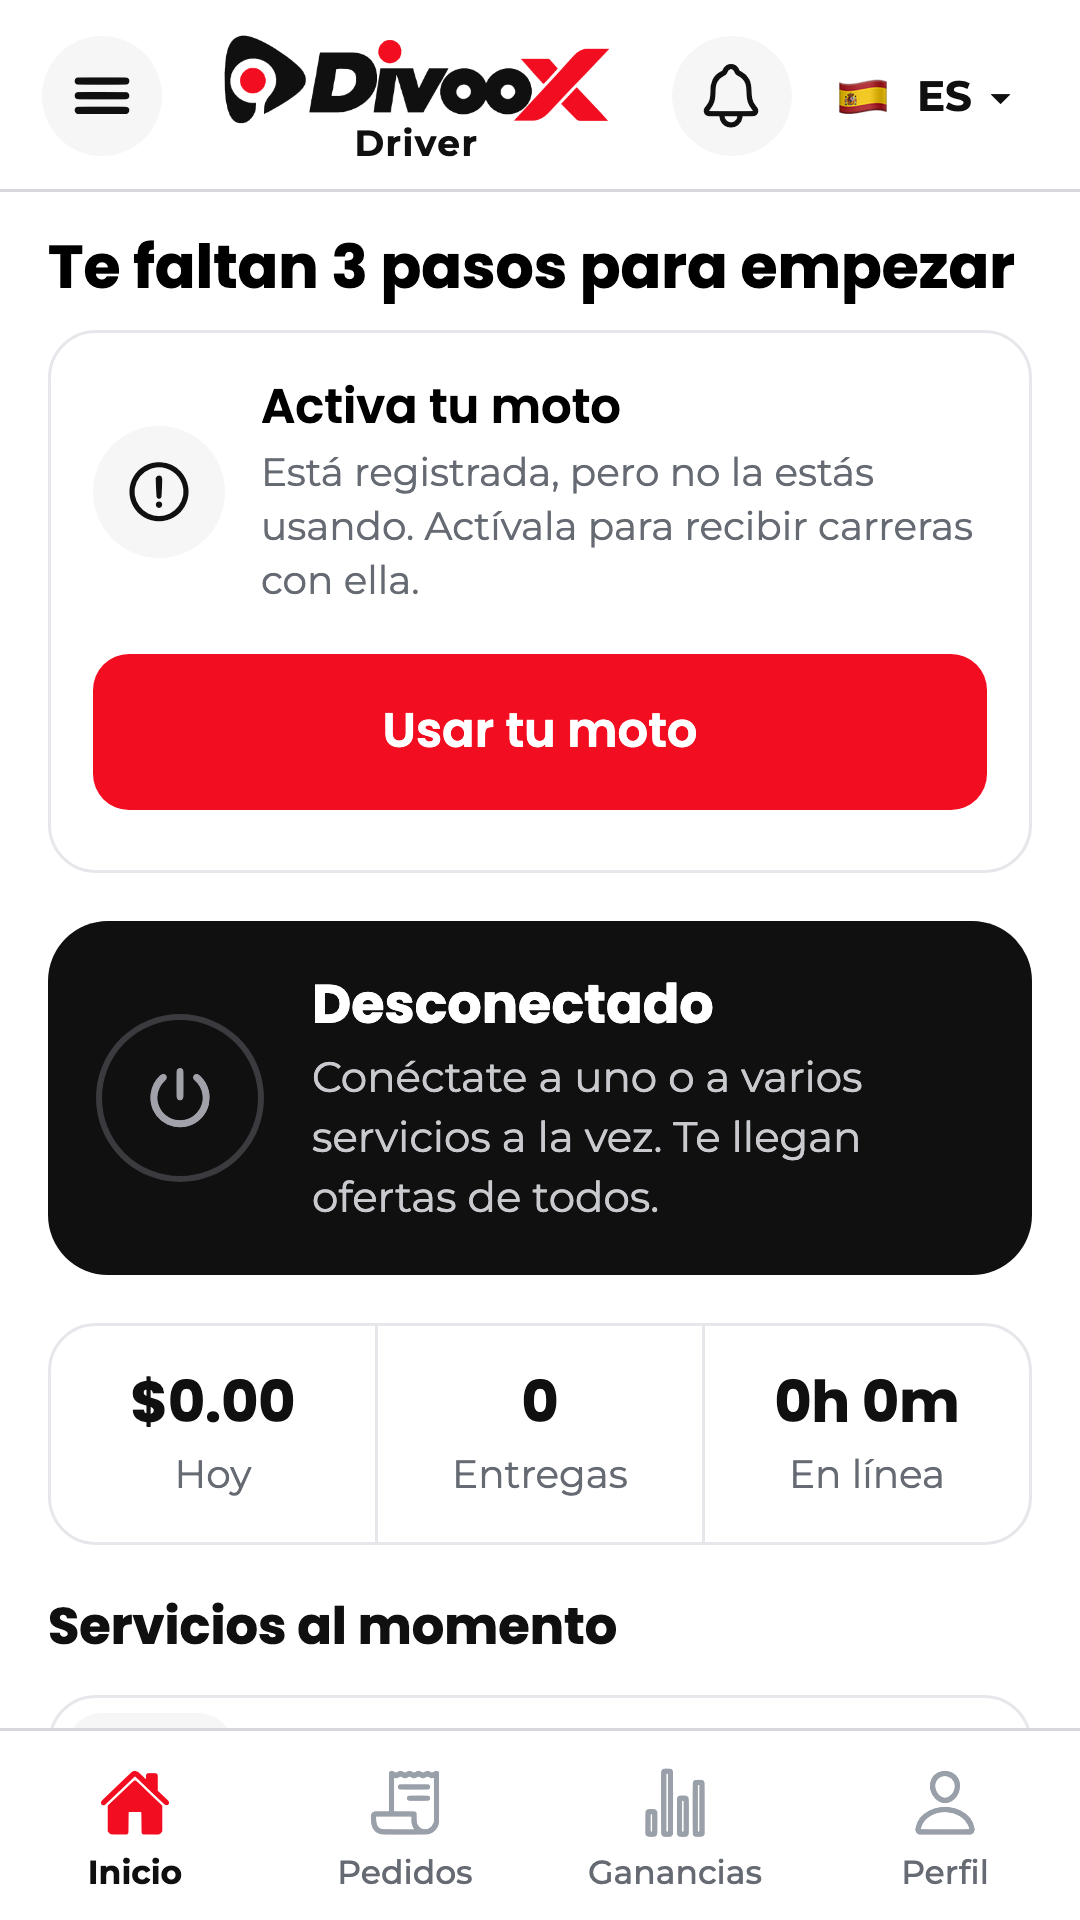 DivooX
Driver
ES
Te faltan 3 pasos para empezar
Activa tu moto
Está registrada, pero no la estás
usando. Actívala para recibir carreras
con ella.
Usar tu moto
Desconectado
Conéctate a uno o a varios
servicios a la vez. Te llegan
ofertas de todos.
$0.00
Hoy
0
Entregas
0h 0m
En línea
Servicios al momento
Inicio
Pedidos
Ganancias
Perfil